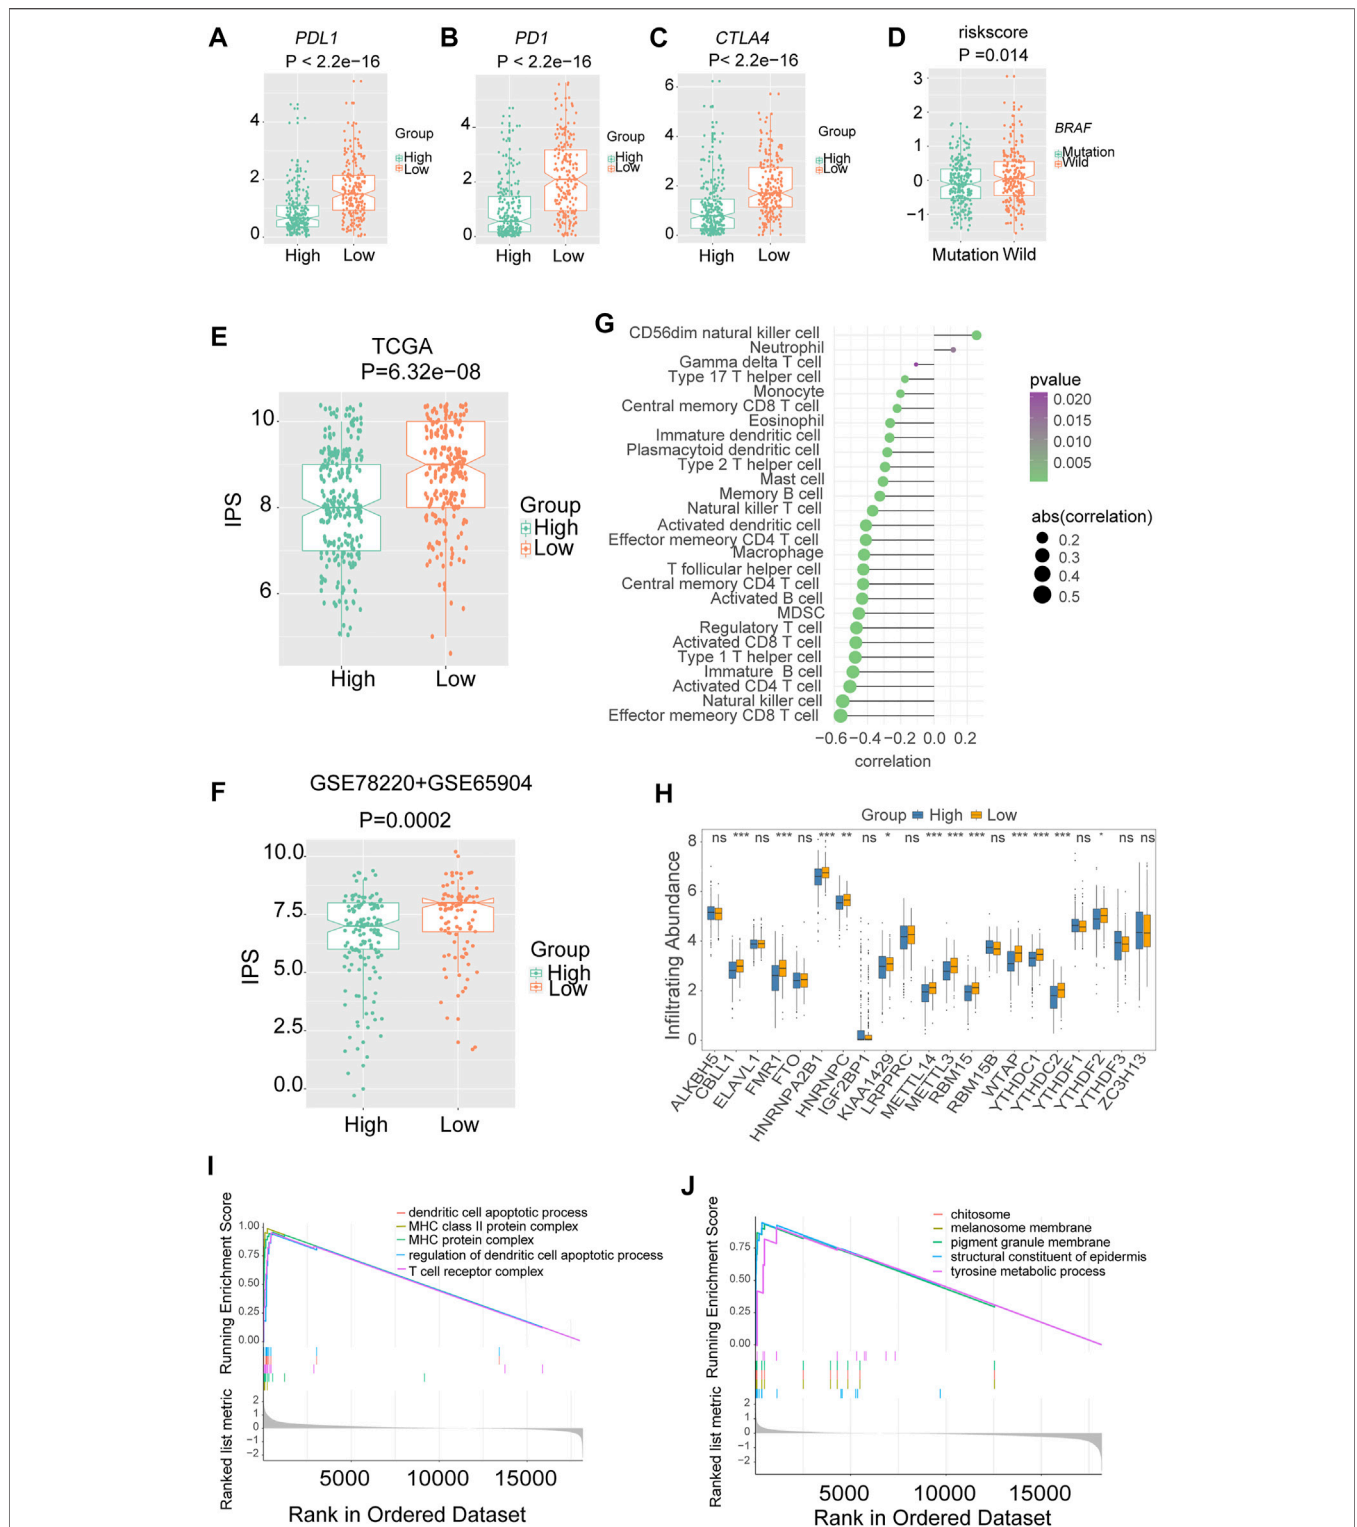 A
PDL1
P < 2.2e−16
4
2
0
High Low
Group
High
Low
B
PD1
P < 2.2e−16
4
2
0
High Low
Group
High
Low
C
CTLA4
P< 2.2e−16
6
4
2
0
High Low
Group
High
Low
D
riskscore
P =0.014
3
2
1
0
−1
Mutation Wild
BRAF
Mutation
Wild
E
TCGA
P=6.32e−08
IPS
10
8
6
High Low
Group
High
Low
G
CD56dim natural killer cell
Neutrophil
Gamma delta T cell
Type 17 T helper cell
Monocyte
Central memory CD8 T cell
Eosinophil
Immature dendritic cell
Plasmacytoid dendritic cell
Type 2 T helper cell
Mast cell
Memory B cell
Natural killer T cell
Activated dendritic cell
Effector memeory CD4 T cell
Macrophage
T follicular helper cell
Central memory CD4 T cell
Activated B cell
MDSC
Regulatory T cell
Activated CD8 T cell
Type 1 T helper cell
Immature B cell
Activated CD4 T cell
Natural killer cell
Effector memeory CD8 T cell
−0.6 −0.4 −0.2 0.0 0.2
correlation
pvalue
0.020
0.015
0.010
0.005
abs(correlation)
0.2
0.3
0.4
0.5
F
GSE78220+GSE65904
P=0.0002
IPS
10.0
7.5
5.0
2.5
0.0
High Low
Group
High
Low
H
Group High Low
ns *** ns *** ns *** ** ns * ns *** *** *** ns *** *** *** ns * ns ns
Infiltrating Abundance
8
6
4
2
0
ALKBH5
CBLL1
ELAVL1
FMR1
FTO
HNRNPA2B1
HNRNPC
IGF2BP1
KIAA1429
LRPPRC
METTL14
METTL3
RBM15
RBM15B
WTAP
YTHDC1
YTHDC2
YTHDF1
YTHDF2
YTHDF3
ZC3H13
I
dendritic cell apoptotic process
MHC class II protein complex
MHC protein complex
regulation of dendritic cell apoptotic process
T cell receptor complex
Running Enrichment Score
1.00
0.75
0.50
0.25
0.00
Ranked list metric
2
1
0
−1
−2
5000 10000 15000
Rank in Ordered Dataset
J
chitosome
melanosome membrane
pigment granule membrane
structural constituent of epidermis
tyrosine metabolic process
Running Enrichment Score
0.75
0.50
0.25
0.00
Ranked list metric
2
1
0
−1
−2
5000 10000 15000
Rank in Ordered Dataset